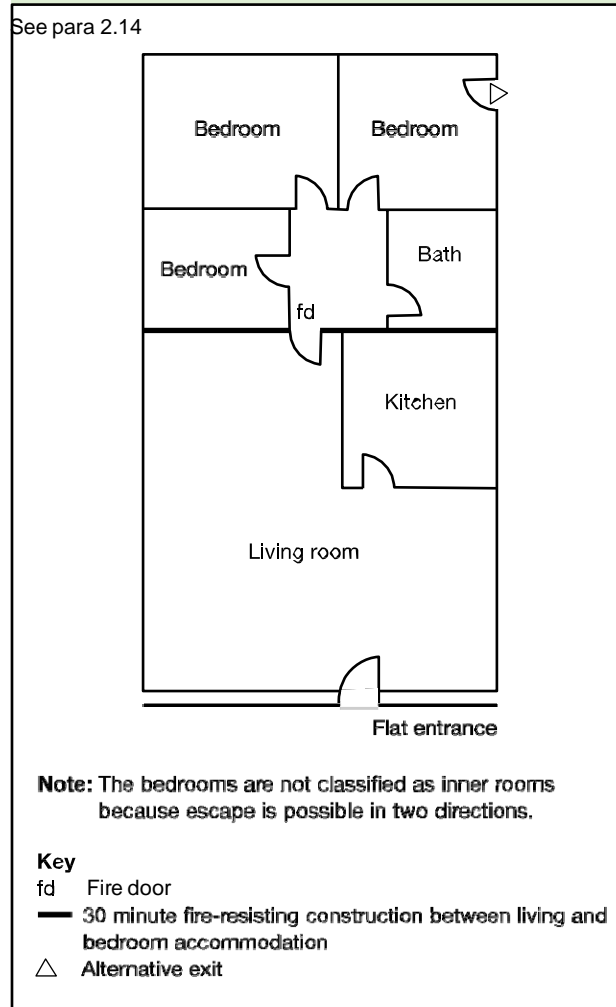 See para 2.14
Bedroom
Bedroom
Bedroom
Bath
fd
Kitchen
Living room
Flat entrance
Note: The bedrooms are not classified as inner rooms
because escape is possible in two directions.
Key
fd Fire door
30 minute fire-resisting construction between living and
bedroom accommodation
Alternative exit